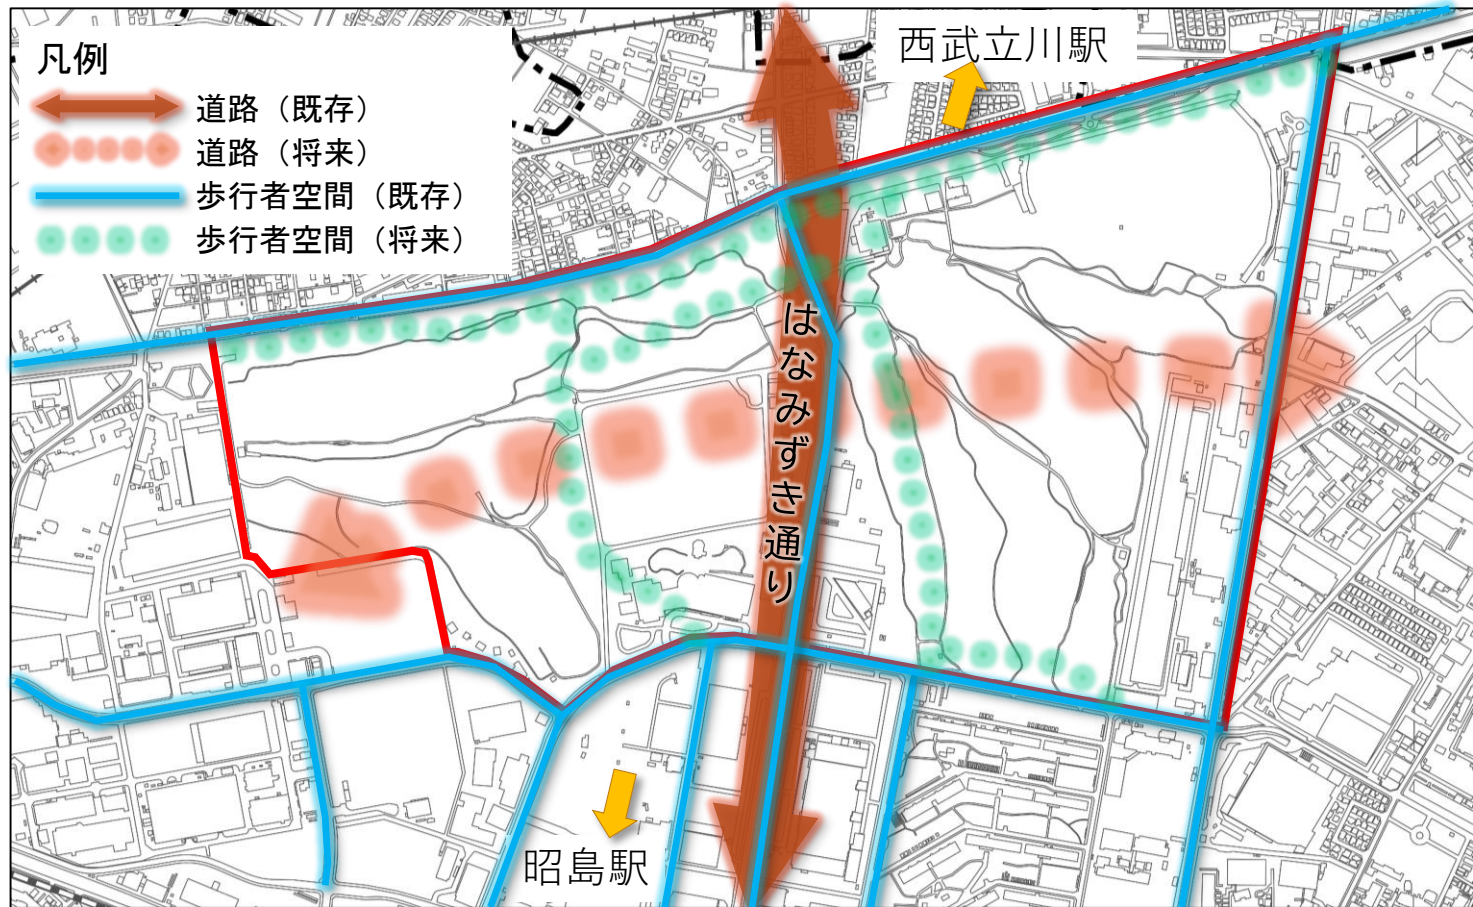 凡例
道路（既存）
道路（将来）
歩行者空間（既存）
歩行者空間（将来）
西武立川駅
はなみずき通り
昭島駅